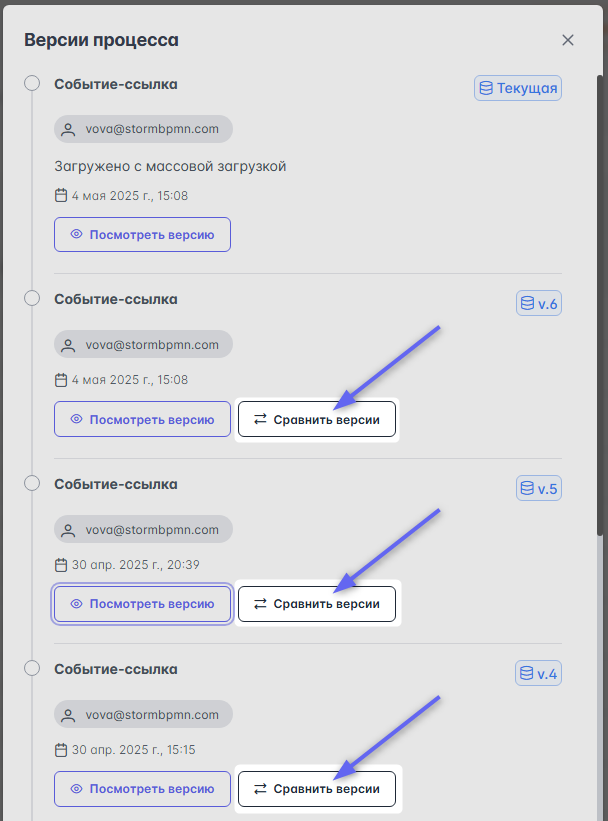 Версии процесса
Событие-ссылка
Текущая
vova@stormbpmn.com
Загружено с массовой загрузкой
4 мая 2025 г., 15:08
Посмотреть версию
Событие-ссылка
v.6
vova@stormbpmn.com
4 мая 2025 г., 15:08
Посмотреть версию
Сравнить версии
Событие-ссылка
v.5
vova@stormbpmn.com
30 апр. 2025 г., 20:39
Посмотреть версию
Сравнить версии
Событие-ссылка
v.4
vova@stormbpmn.com
30 апр. 2025 г., 15:15
Посмотреть версию
Сравнить версии